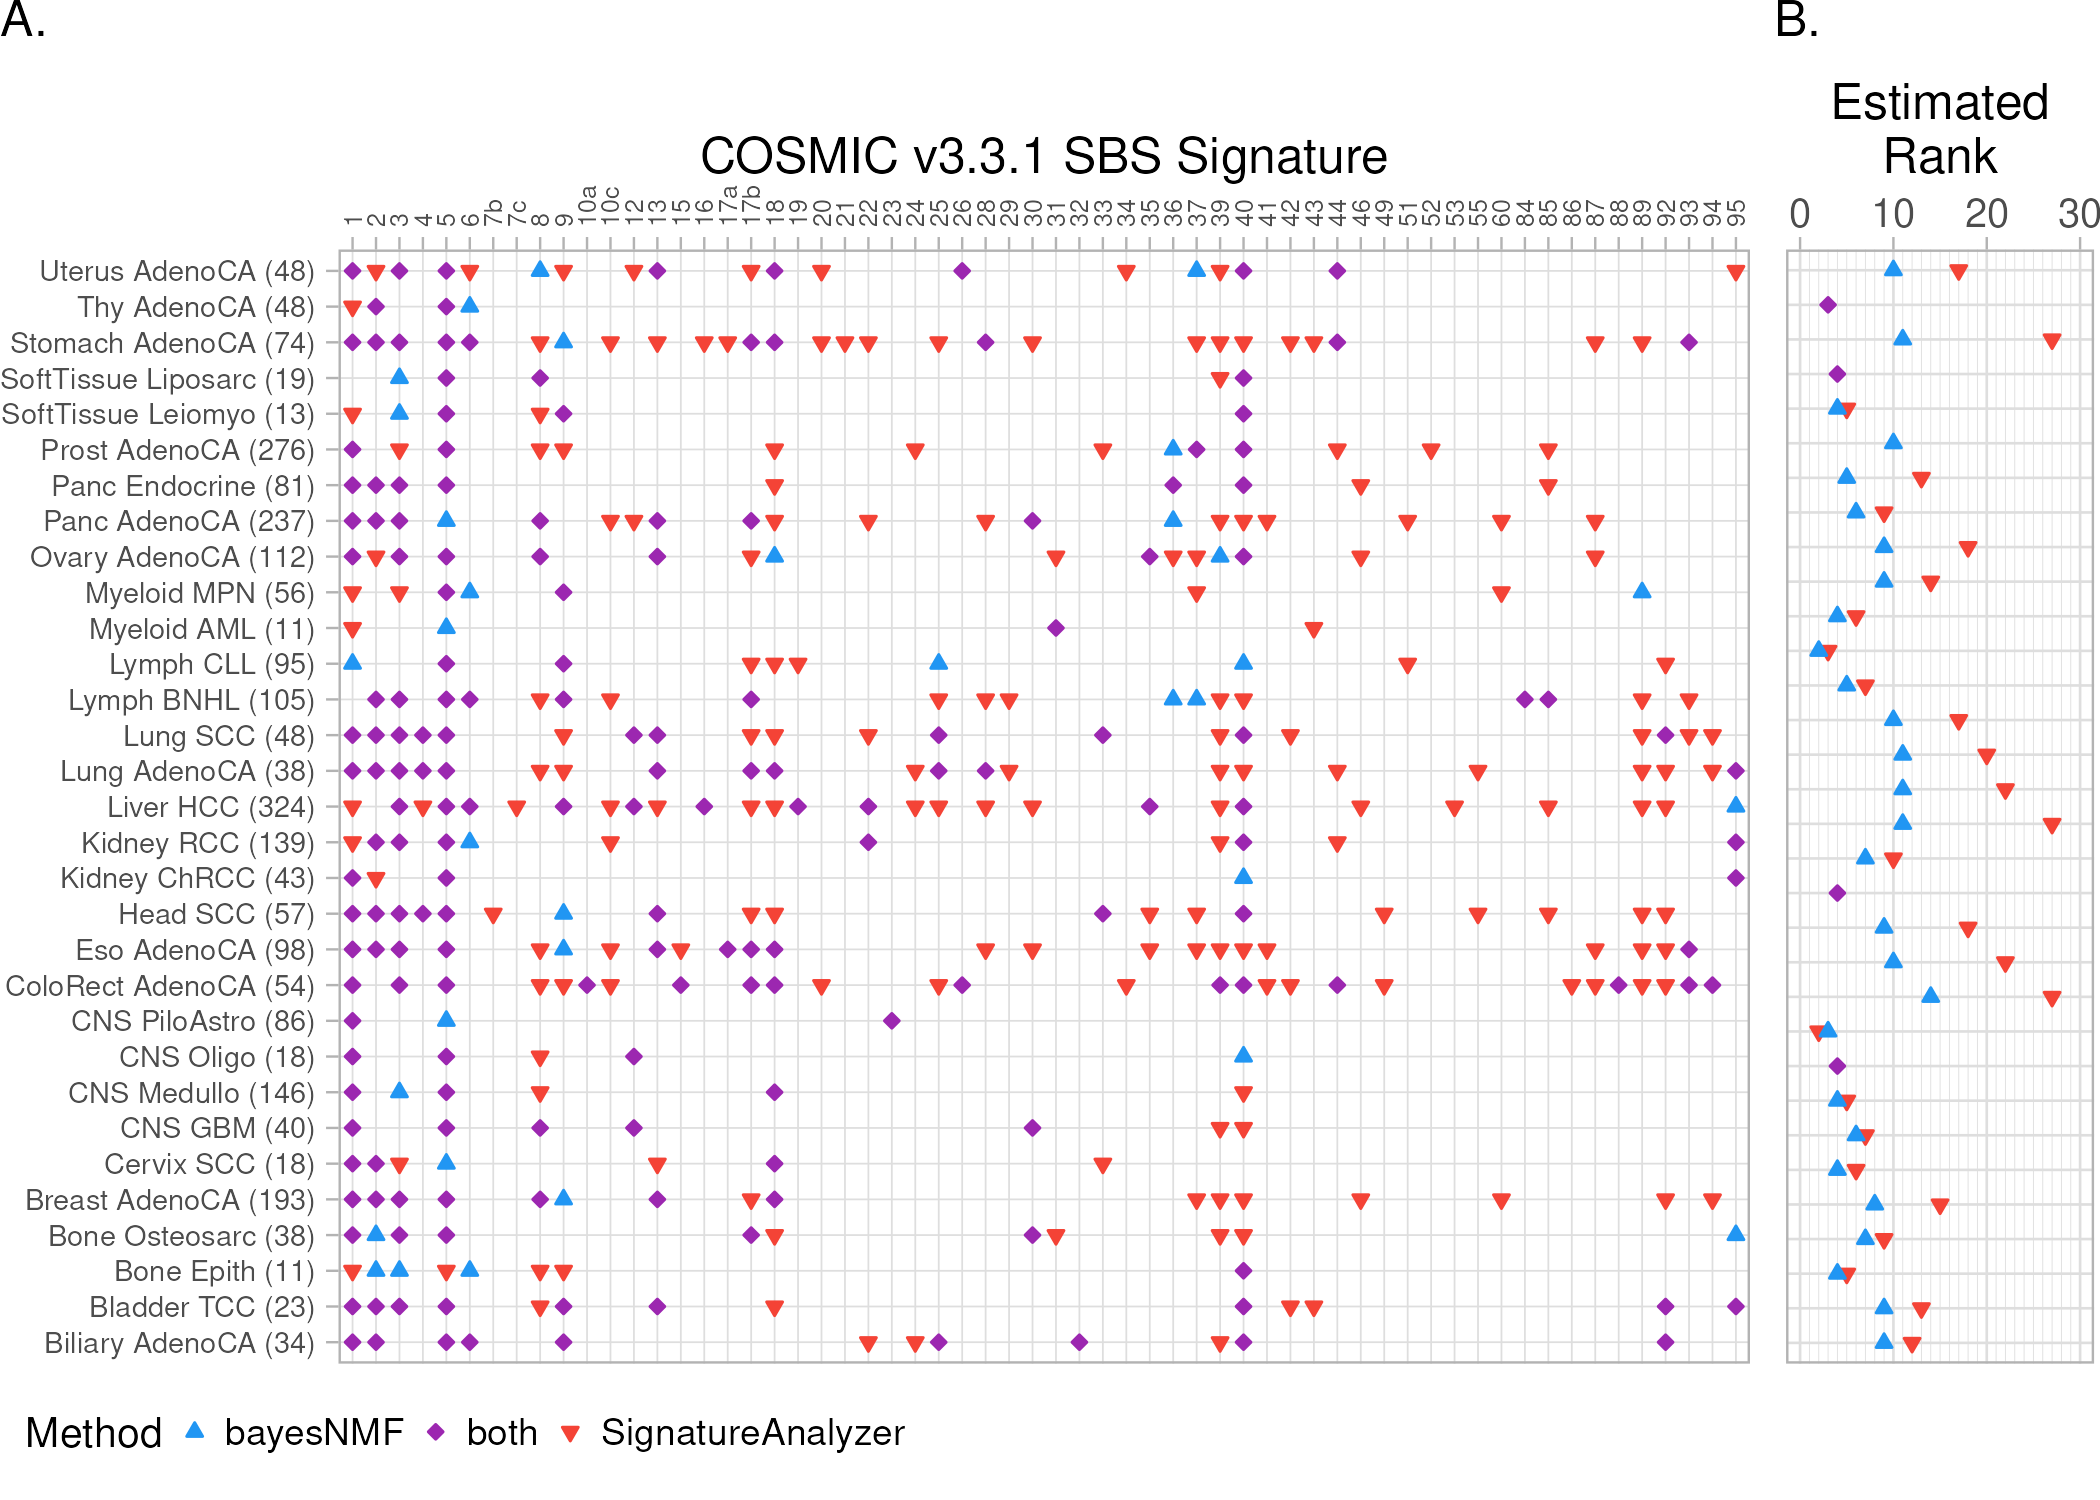 A.
B.
Estimated
Rank
COSMIC v3.3.1 SBS Signature
1 2 3 4 5 6 7b 7c 8 9 10a 10c 12 13 15 16 17a 17b 18 19 20 21 22 23 24 25 26 28 29 30 31 32 33 34 35 36 37 39 40 41 42 43 44 46 49 51 52 53 55 60 84 85 86 87 88 89 92 93 94 95
0 10 20 30
Uterus AdenoCA (48)
Thy AdenoCA (48)
Stomach AdenoCA (74)
SoftTissue Liposarc (19)
SoftTissue Leiomyo (13)
Prost AdenoCA (276)
Panc Endocrine (81)
Panc AdenoCA (237)
Ovary AdenoCA (112)
Myeloid MPN (56)
Myeloid AML (11)
Lymph CLL (95)
Lymph BNHL (105)
Lung SCC (48)
Lung AdenoCA (38)
Liver HCC (324)
Kidney RCC (139)
Kidney ChRCC (43)
Head SCC (57)
Eso AdenoCA (98)
ColoRect AdenoCA (54)
CNS PiloAstro (86)
CNS Oligo (18)
CNS Medullo (146)
CNS GBM (40)
Cervix SCC (18)
Breast AdenoCA (193)
Bone Osteosarc (38)
Bone Epith (11)
Bladder TCC (23)
Biliary AdenoCA (34)
Method bayesNMF both SignatureAnalyzer